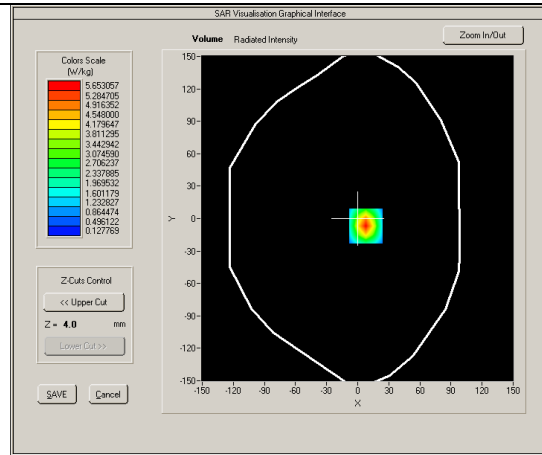 SAR Visualisation Graphical Interface
Volume Radiated Intensity
Zoom In/Out
Colors Scale
(W/kg)
5.653057
5.284705
4.916352
4.548000
4.179647
3.811295
3.442942
3.074590
2.706237
2.337885
1.969532
1.601179
1.232827
0.864474
0.496122
0.127769
Z-Cuts Control
<< Upper Cut
Z = 4.0 mm
Lower Cut >>
SAVE Cancel
150-
120-
90-
60-
30-
0-
-30-
-60-
-90-
-120-
-150-
Y
-150 -120 -90 -60 -30 0 30 60 90 120 150
X